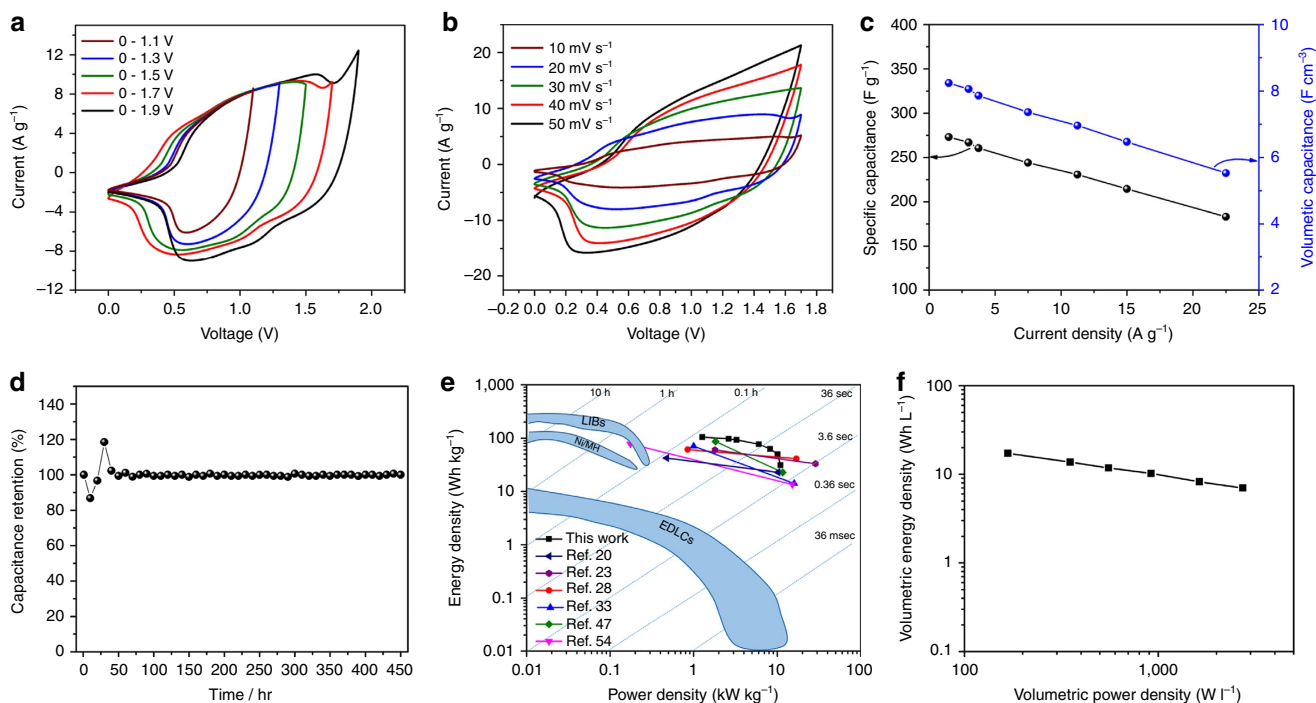 a
12
8
4
0
–4
–8
–12
Current (A g⁻¹)
0 - 1.1 V
0 - 1.3 V
0 - 1.5 V
0 - 1.7 V
0 - 1.9 V
0.0
0.5
1.0
1.5
2.0
Voltage (V)
b
20
10
0
–10
–20
Current (A g⁻¹)
10 mV s⁻¹
20 mV s⁻¹
30 mV s⁻¹
40 mV s⁻¹
50 mV s⁻¹
–0.2
0.0
0.2
0.4
0.6
0.8
1.0
1.2
1.4
1.6
1.8
Voltage (V)
c
400
350
300
250
200
150
100
Specific capacitance (F g⁻¹)
10
8
6
4
2
Volumetric capacitance (F cm⁻³)
0
5
10
15
20
25
Current density (A g⁻¹)
d
140
120
100
80
60
40
20
0
Capacitance retention (%)
0
50
100
150
200
250
300
350
400
450
Time / hr
e
1,000
100
10
1
0.1
0.01
Energy density (Wh kg⁻¹)
10 h
1 h
0.1 h
36 sec
3.6 sec
0.36 sec
36 msec
LIBs
Ni/MH
EDLCs
This work
Ref. 20
Ref. 23
Ref. 28
Ref. 33
Ref. 47
Ref. 54
0.01
0.1
1
10
100
Power density (kW kg⁻¹)
f
100
10
1
0.1
Volumetric energy density (Wh L⁻¹)
100
1,000
Volumetric power density (W l⁻¹)